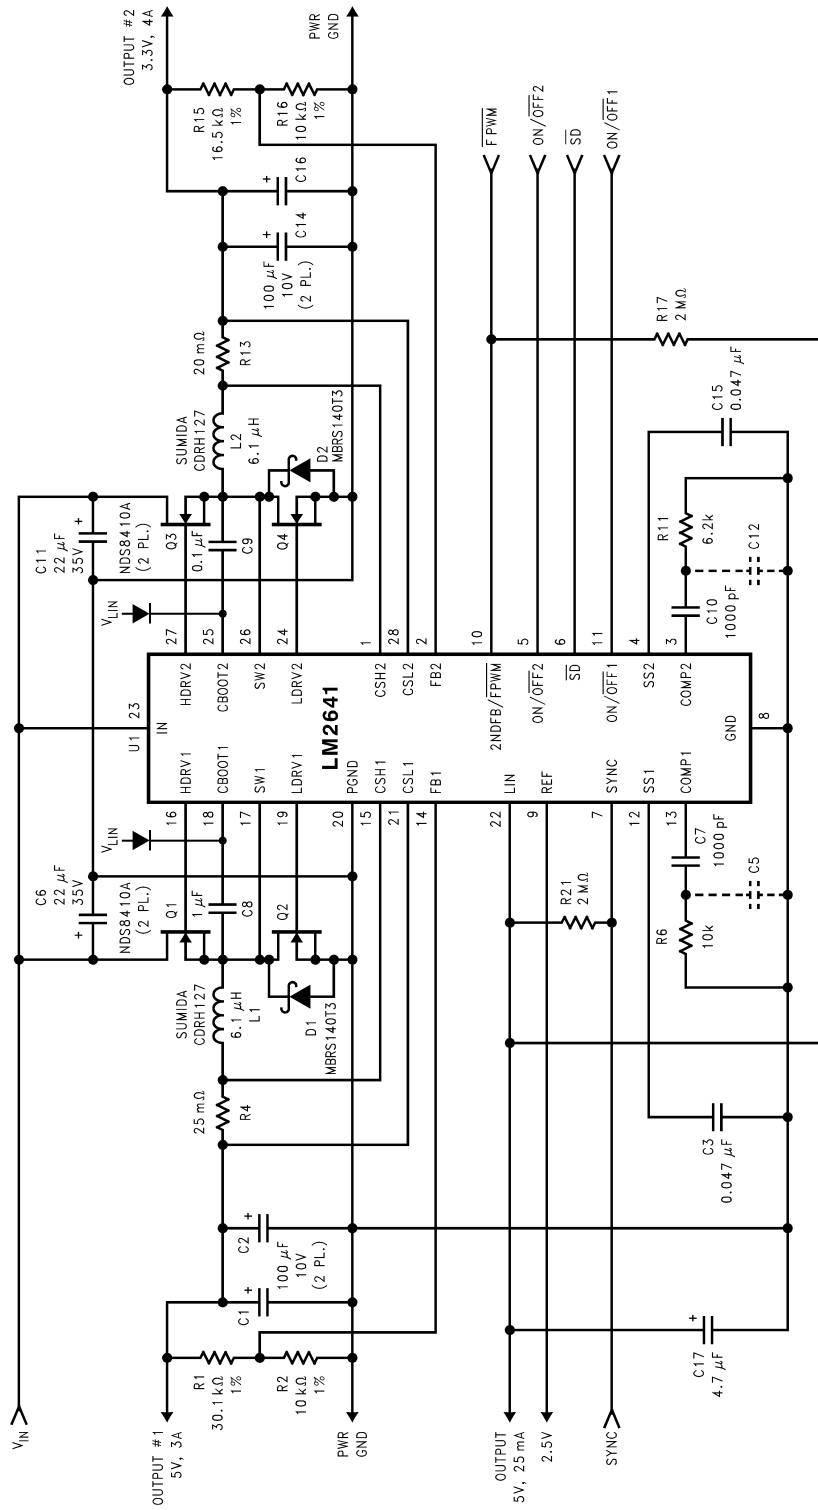 OUTPUT #2
3.3V, 4A
PWR
GND
R15
16.5 kΩ
1%
R16
10 kΩ
1%
C16
+
C14
+
100 μF
10V
(2 PL.)
FPWM
ON/OFF2
SD
ON/OFF1
20 mΩ
R13
R17
2 MΩ
SUMIDA
CDRH127
L2
6.1 μH
D2
MBRS140T3
C15
0.047 μF
C11
22 μF
35V
+
NDS8410A
(2 PL.)
Q3
0.1 μF
C9
Q4
R11
6.2k
C12
C10
1000 pF
VLIN
27
25
26
24
1
28
2
10
5
6
11
4
3
23
U1
IN
HDRV2
CBOOT2
SW2
LDRV2
CSH2
CSL2
FB2
2NDFB/FPWM
ON/OFF2
SD
ON/OFF1
SS2
COMP2
LM2641
GND
8
HDRV1
CBOOT1
SW1
LDRV1
PGND
CSH1
CSL1
FB1
LIN
REF
SYNC
SS1
COMP1
16
18
17
19
20
15
21
14
22
9
7
12
13
VLIN
C6
22 μF
35V
+
NDS8410A
(2 PL.)
Q1
1 μF
C8
Q2
R21
2 MΩ
C7
1000 pF
C5
R6
10k
SUMIDA
CDRH127
6.1 μH
L1
D1
MBRS140T3
25 mΩ
R4
C3
0.047 μF
C2
+
100 μF
10V
(2 PL.)
C1
+
R1
30.1 kΩ
1%
R2
10 kΩ
1%
C17
4.7 μF
+
VIN
OUTPUT #1
5V, 3A
PWR
GND
OUTPUT
5V, 25 mA
2.5V
SYNC